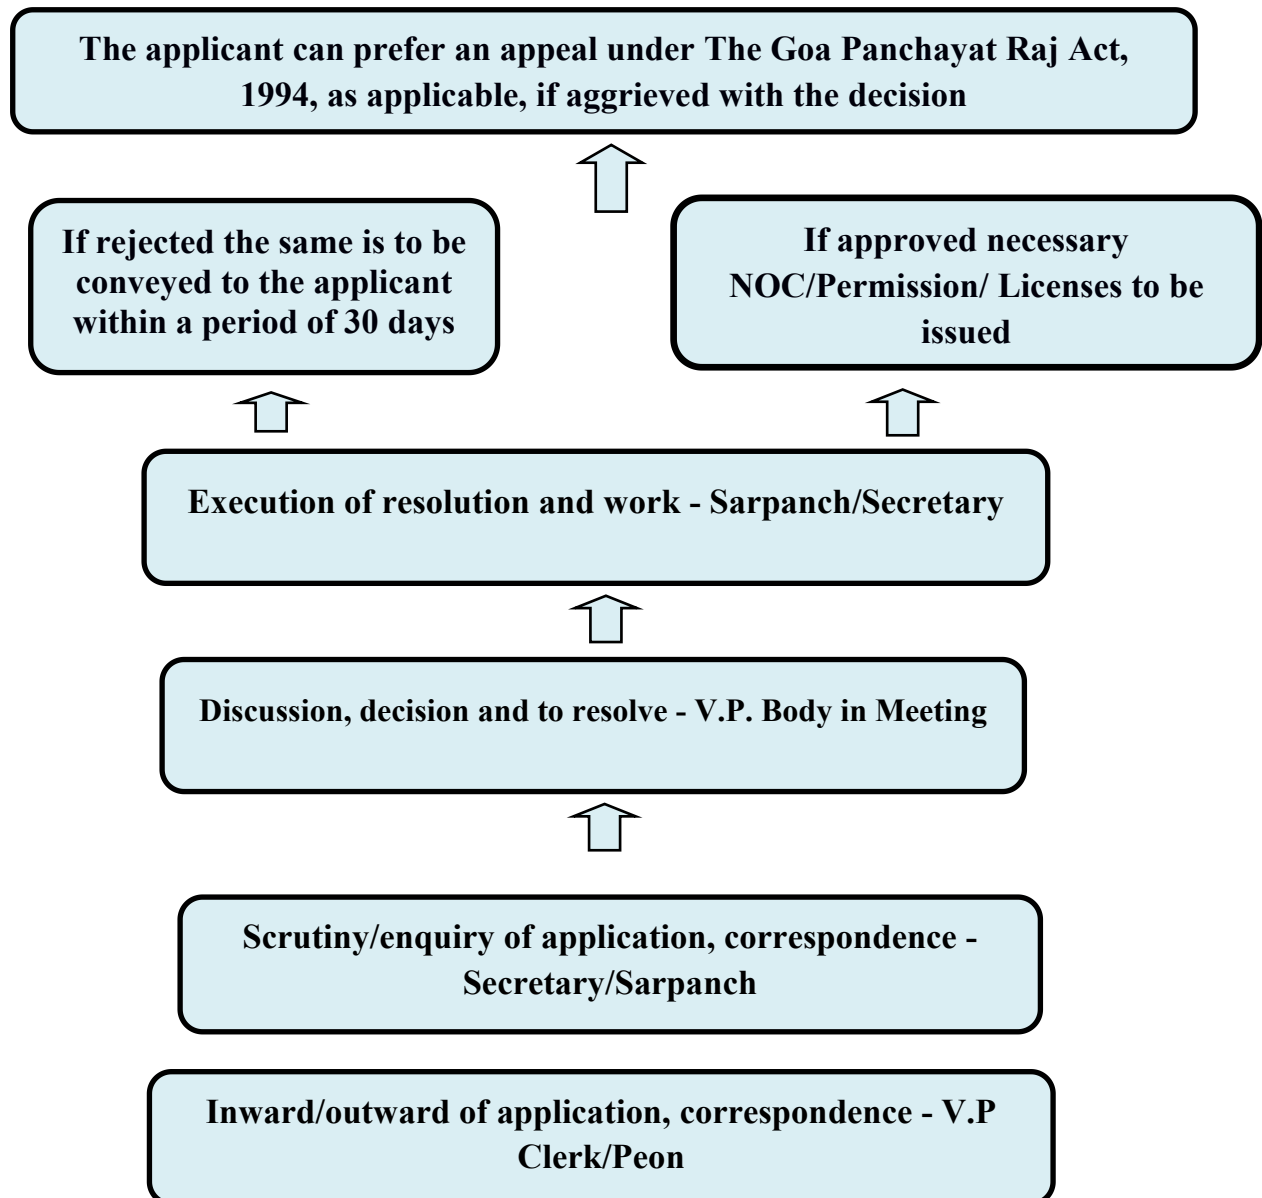 The applicant can prefer an appeal under The Goa Panchayat Raj Act,
1994, as applicable, if aggrieved with the decision
If rejected the same is to be
conveyed to the applicant
within a period of 30 days
If approved necessary
NOC/Permission/ Licenses to be
issued
Execution of resolution and work - Sarpanch/Secretary
Discussion, decision and to resolve - V.P. Body in Meeting
Scrutiny/enquiry of application, correspondence -
Secretary/Sarpanch
Inward/outward of application, correspondence - V.P
Clerk/Peon